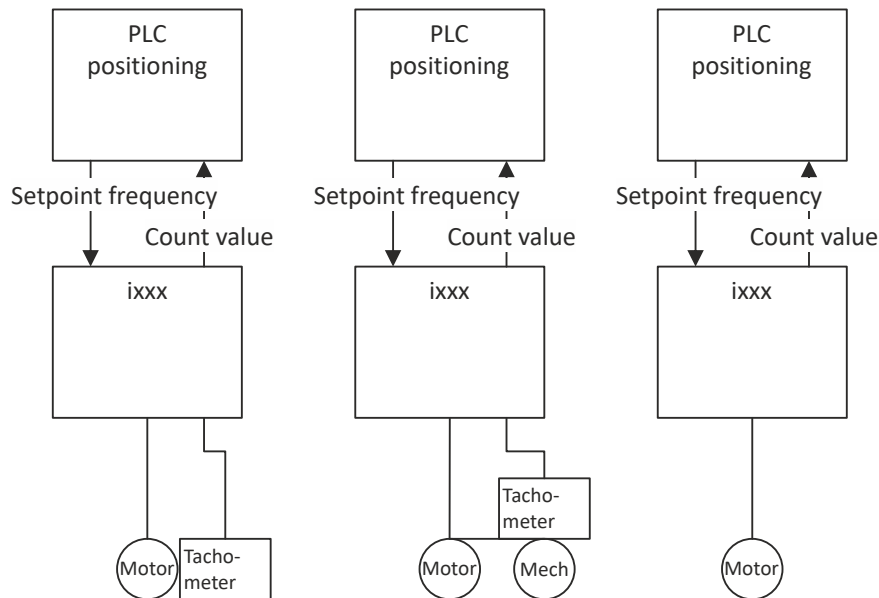 PLC
positioning
Setpoint frequency
Count value
ixxx
Motor
Tacho-
meter
PLC
positioning
Setpoint frequency
Count value
ixxx
Tacho-
meter
Motor
Mech
PLC
positioning
Setpoint frequency
Count value
ixxx
Motor